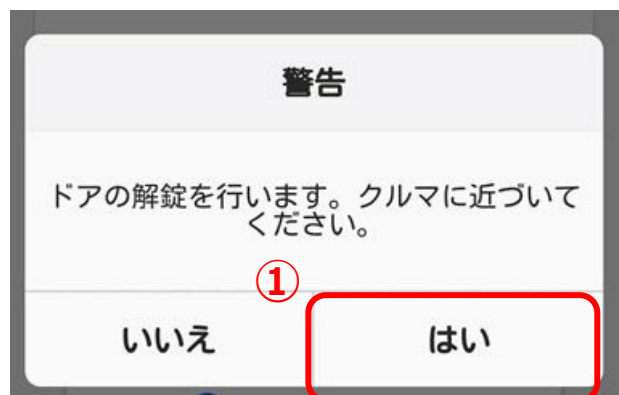 警告
ドアの解錠を行います。クルマに近づいて
ください。
①
いいえ はい